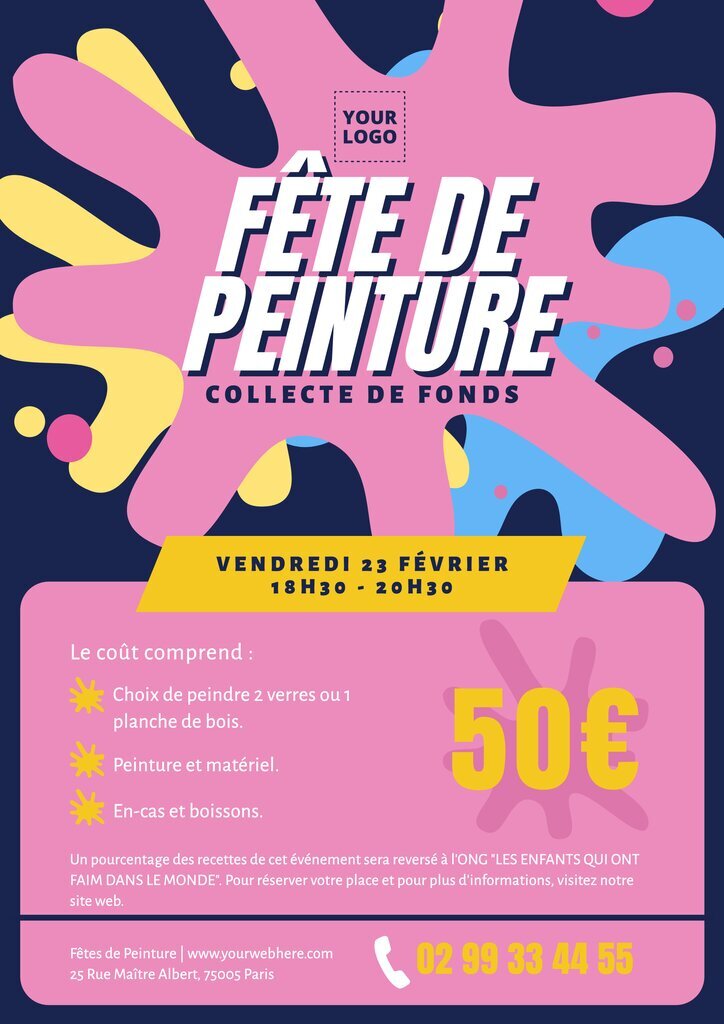 YOUR
LOGO
FÊTE DE
PEINTURE
COLLECTE DE FONDS
VENDREDI 23 FÉVRIER
18H30 - 20H30
Le coût comprend :
Choix de peindre 2 verres ou 1
planche de bois.
Peinture et matériel.
En-cas et boissons.
50€
Un pourcentage des recettes de cet événement sera reversé à l'ONG "LES ENFANTS QUI ONT
FAIM DANS LE MONDE". Pour réserver votre place et pour plus d'informations, visitez notre
site web.
Fêtes de Peinture | www.yourwebhere.com
25 Rue Maître Albert, 75005 Paris
02 99 33 44 55